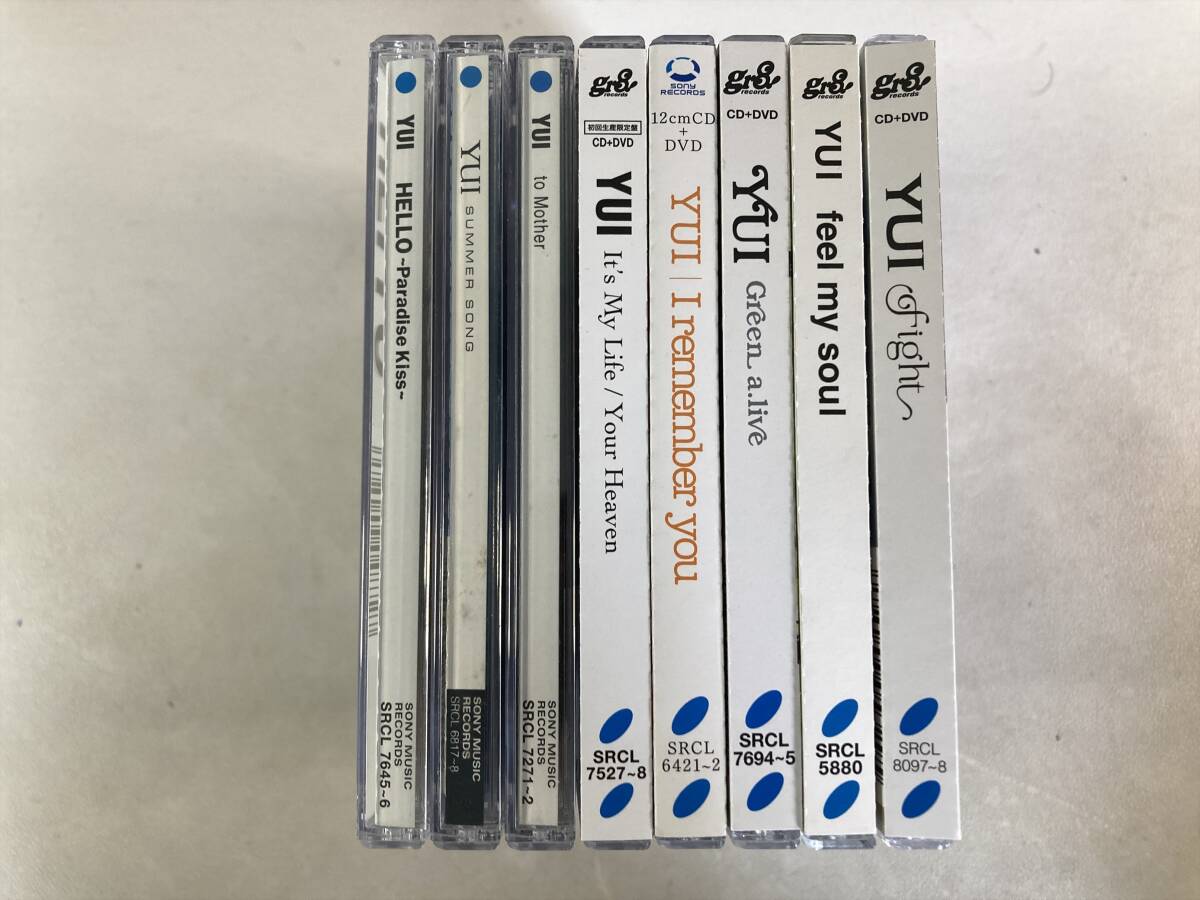 YUI HELLO ~Paradise Kiss~
SONY MUSIC
RECORDS
SRCL 7645~6
YUI SUMMER SONG
SONY MUSIC
RECORDS
SRCL 6817~8
YUI to Mother
SONY MUSIC
RECORDS
SRCL 7271~2
gr8!
records
初回生産限定盤
CD+DVD
YUI It's My Life / Your Heaven
SRCL
7527~8
SONY
RECORDS
12cmCD
+
DVD
YUI | I remember you
SRCL
6421~2
gr8!
records
CD+DVD
YUI Green a.live
SRCL
7694~5
gr8!
records
YUI feel my soul
SRCL
5880
gr8!
records
CD+DVD
YUI fight
SRCL
8097~8